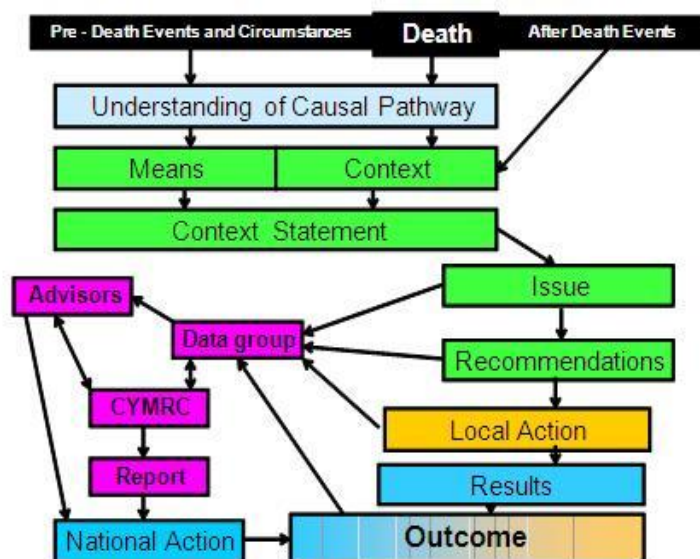 Pre - Death Events and Circumstances
Death
After Death Events
Understanding of Causal Pathway
Means
Context
Context Statement
Issue
Advisors
Data group
Recommendations
CYMRC
Local Action
Report
Results
National Action
Outcome